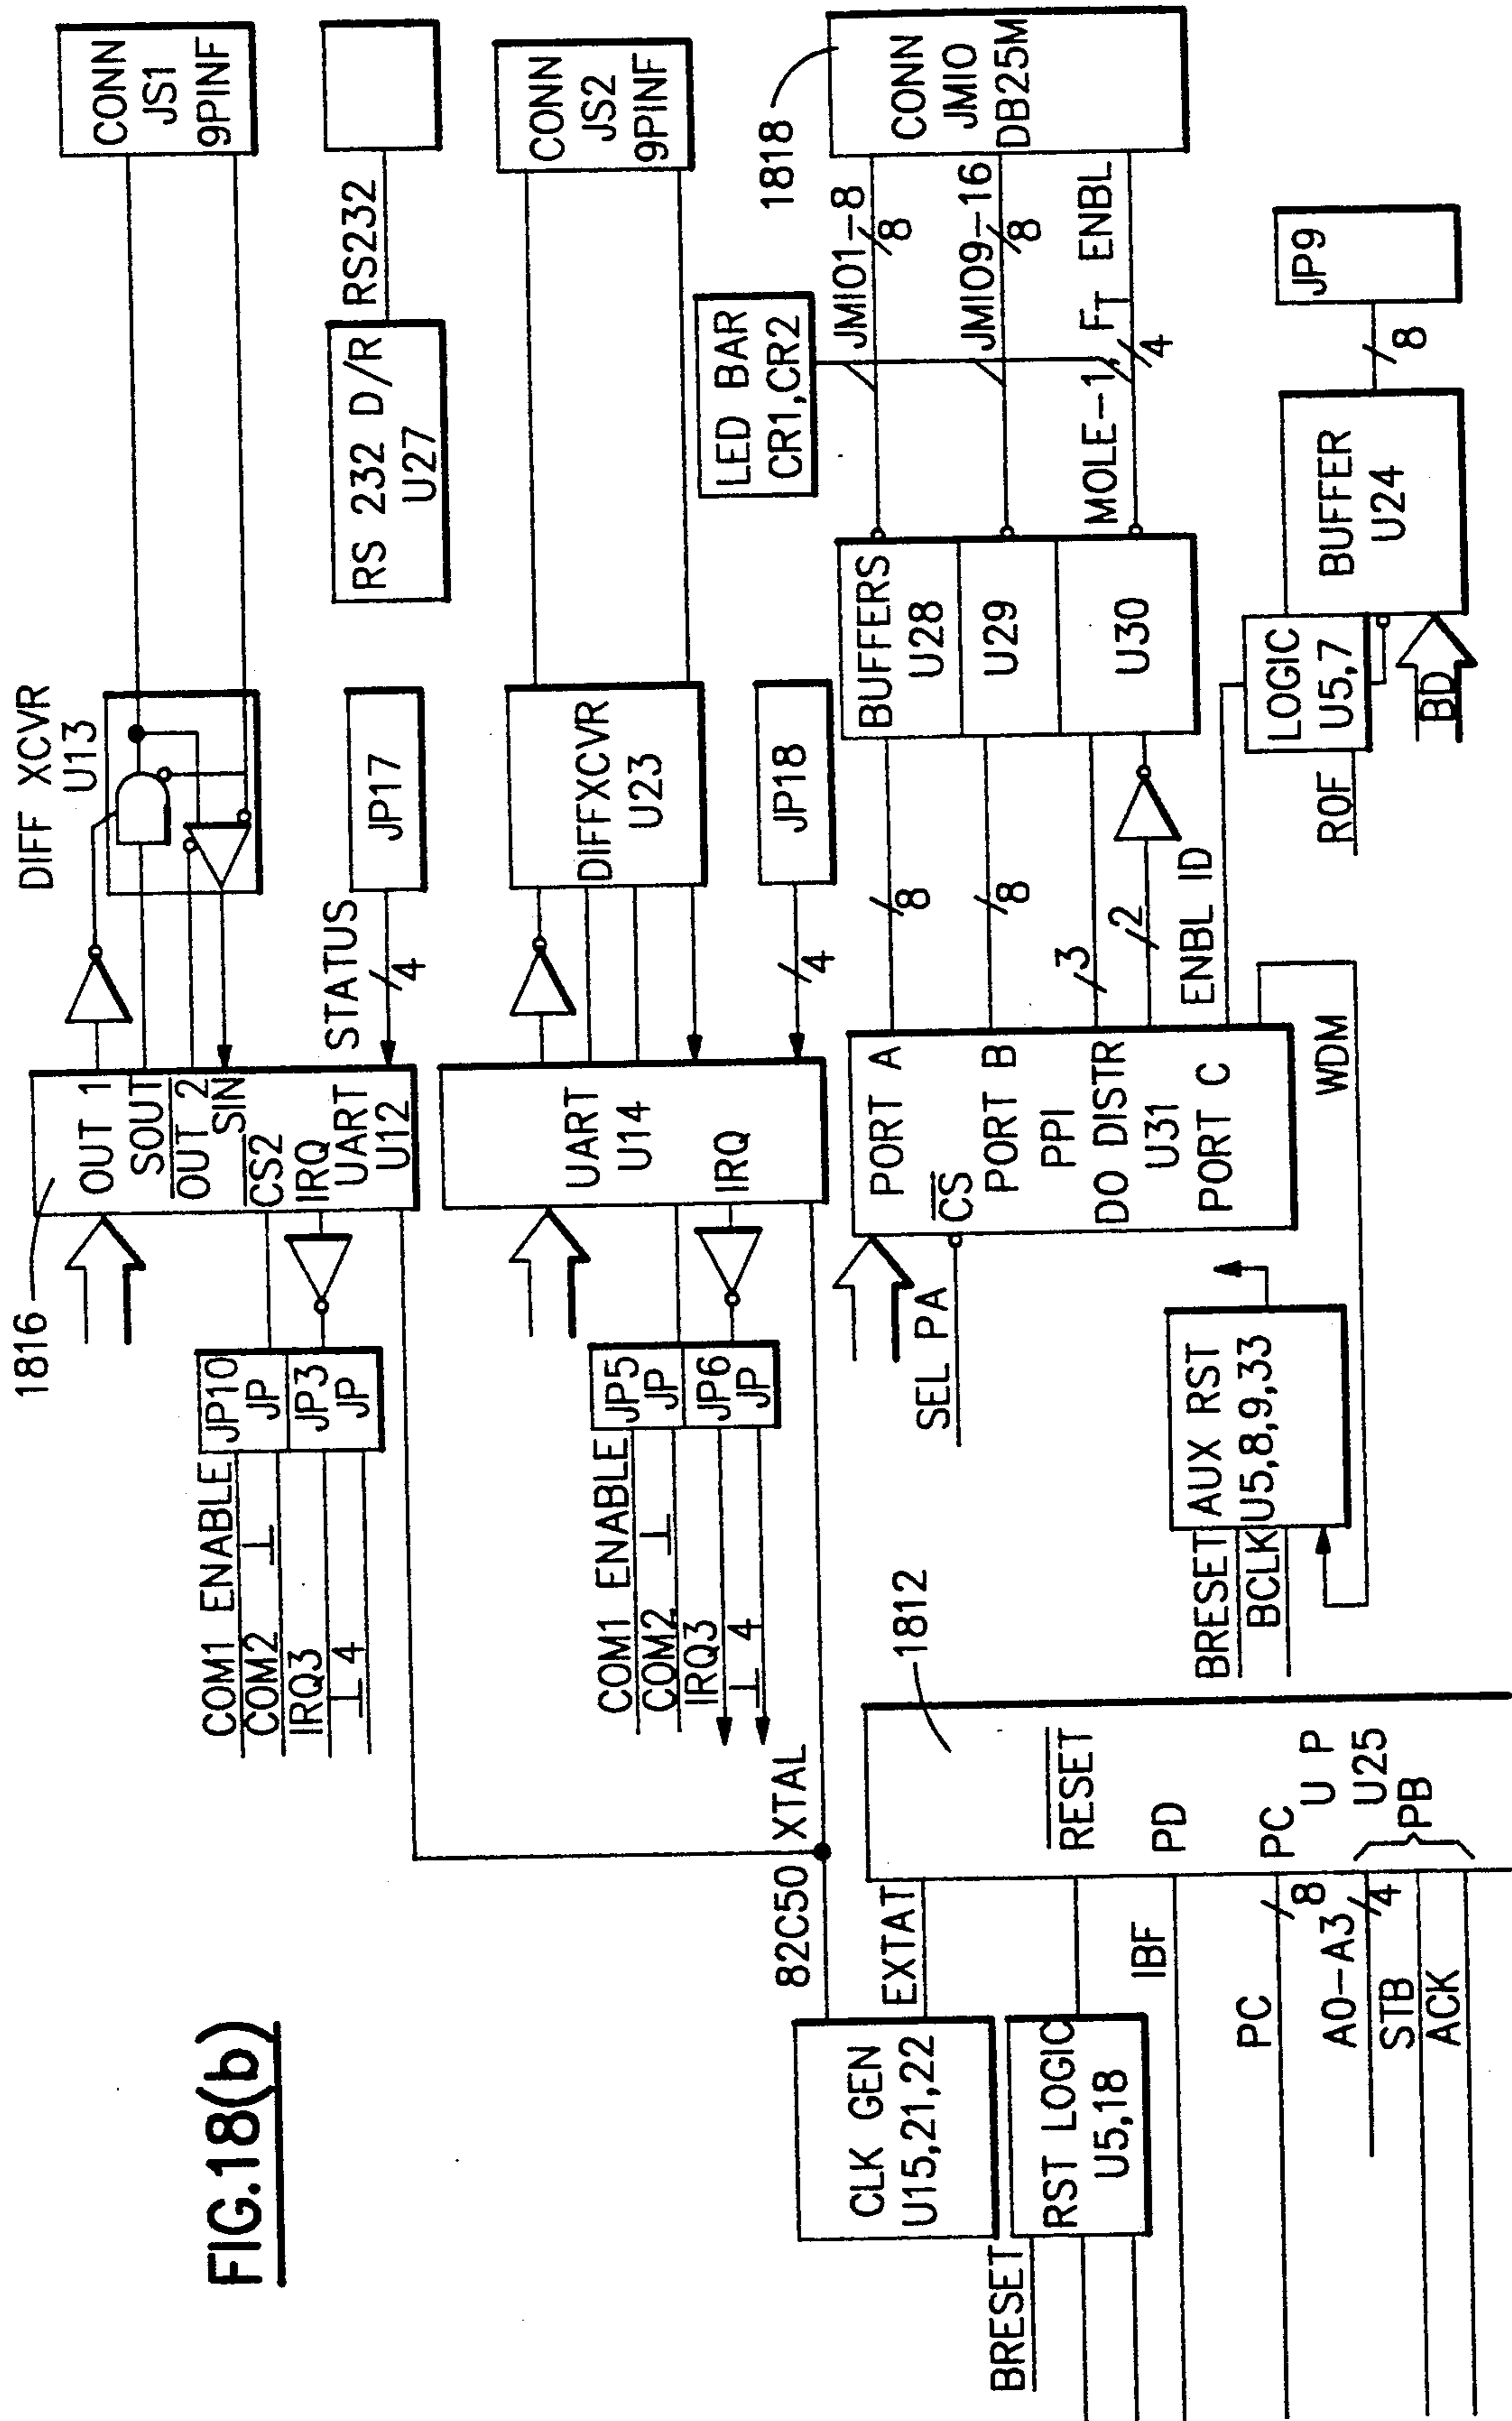 FIG.18(b)
1816
OUT 1
SOUT
OUT 2
SIN
CS2
IRQ
UART
U12
DIFF XCVR
U13
CONN
JS1
9PINF
COM1 ENABLE
COM2
IRQ3
4
JP10
JP
JP3
JP
STATUS
4
JP17
RS 232 D/R
U27
RS232
UART
U14
IRQ
DIFFXCVR
U23
CONN
JS2
9PINF
COM1 ENABLE
COM2
IRQ3
4
JP5
JP
JP6
JP
4
JP18
LED BAR
CR1,CR2
82C50 XTAL
CLK GEN
U15,21,22
EXTAT
BRESET
RST LOGIC
U5,18
1812
RESET
PD
PC
U P
U25
PB
IBF
PC
8
A0-A3
4
STB
ACK
SEL PA
PORT A
CS
PORT B
PPI
DO DISTR
U31
PORT C
8
8
3
2
ENBL ID
WDM
BUFFERS
U28
U29
U30
JMIO1-8
8
JMIO9-16
8
MOLE-1 FT ENBL
4
1818
CONN
JMIO
DB25M
BRESET
BCLK
AUX RST
U5,8,9,33
ROF
LOGIC
U5,7
BD
BUFFER
U24
8
JP9